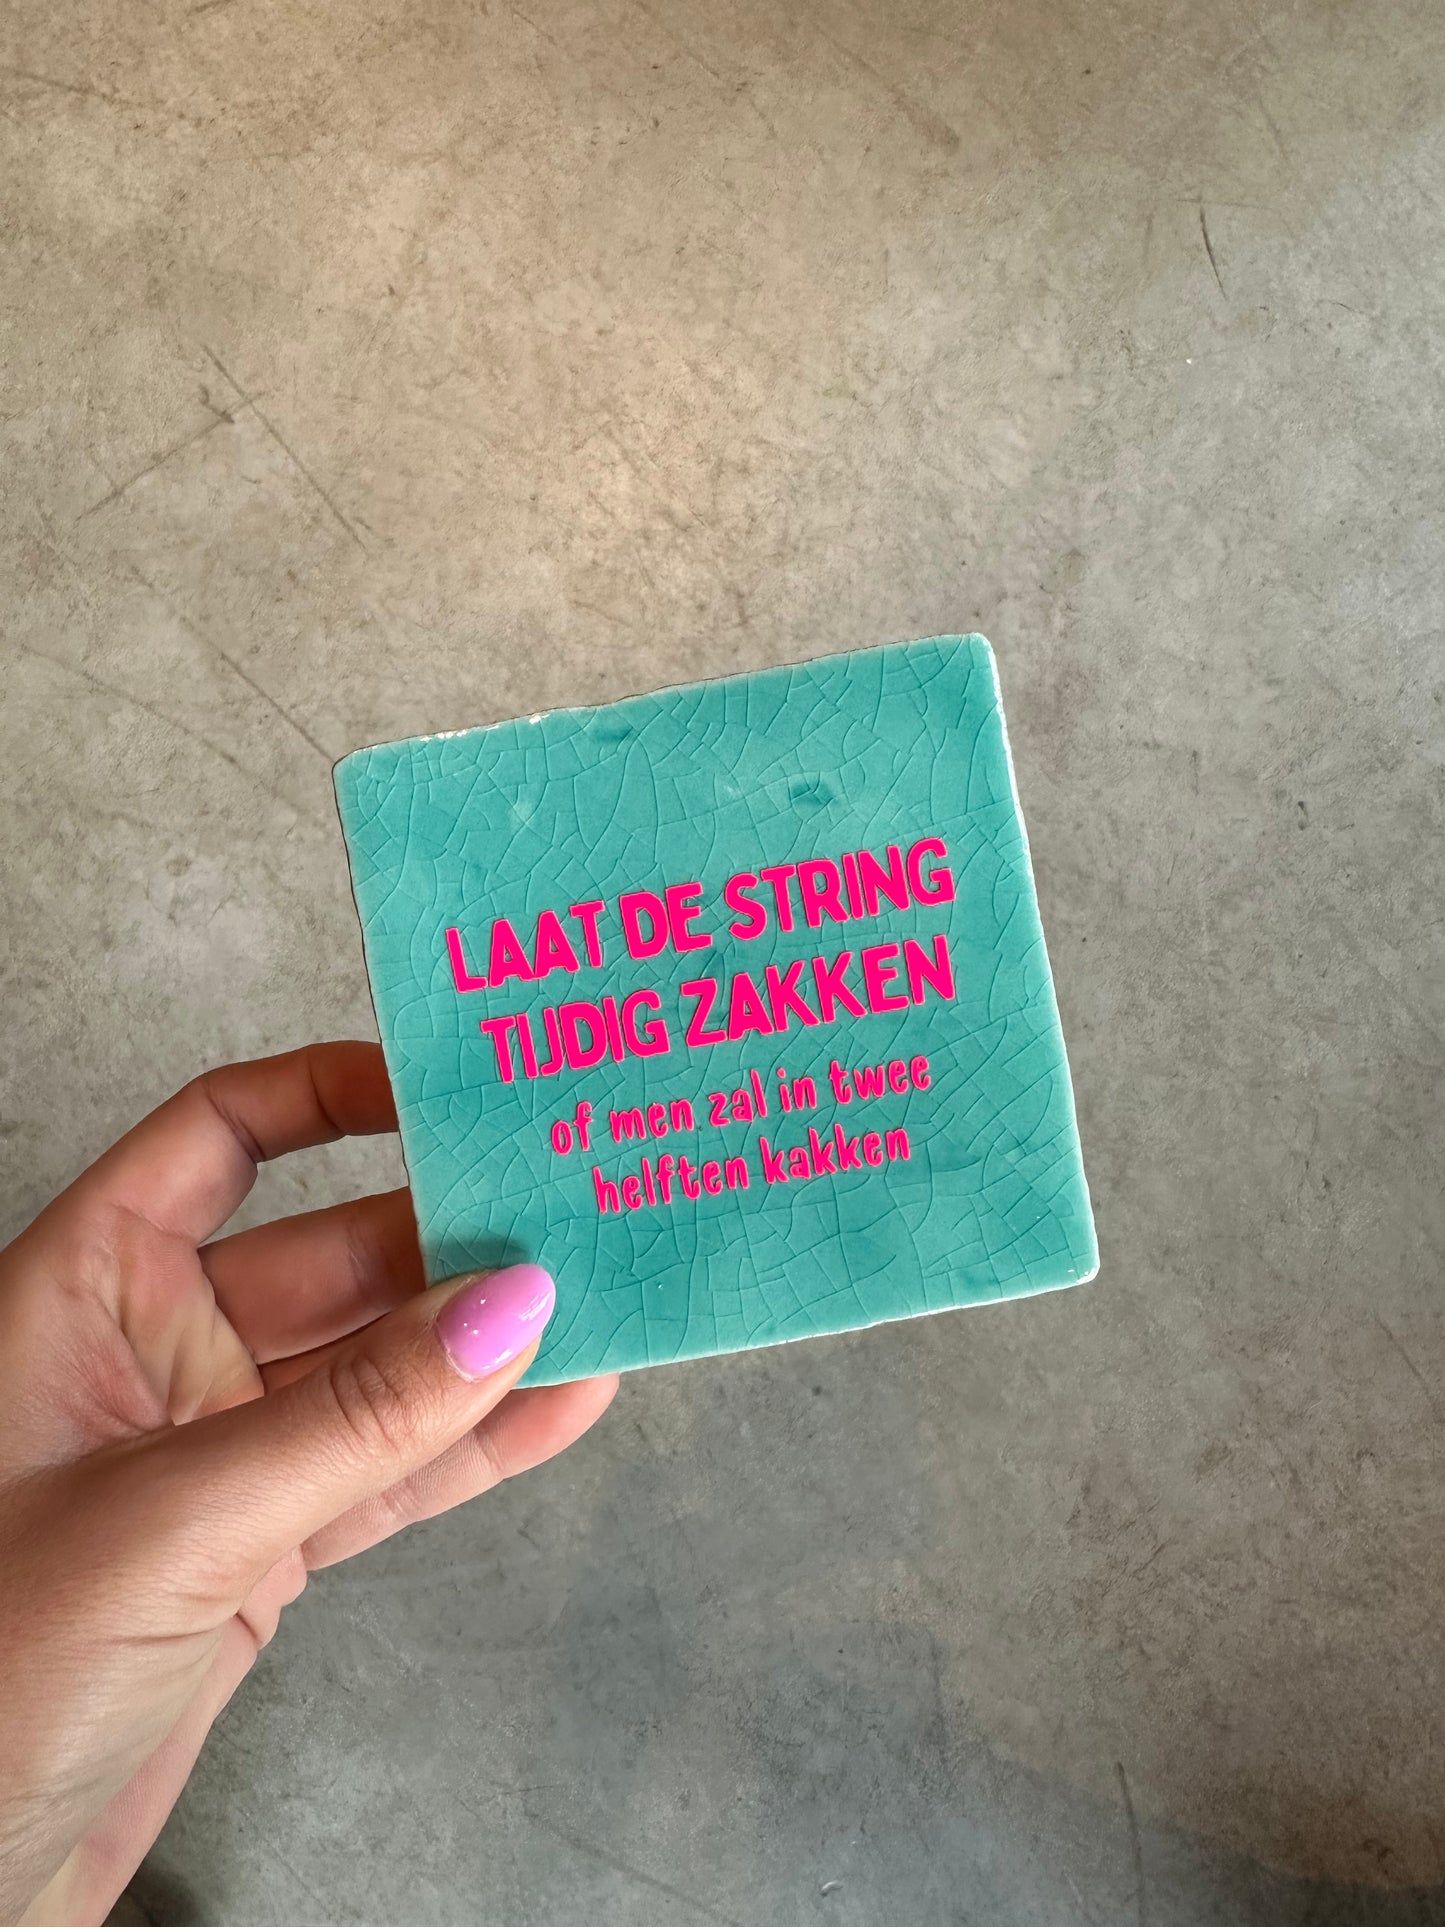 LAAT DE STRING
TIJDIG ZAKKEN
of men zal in twee
helften kakken